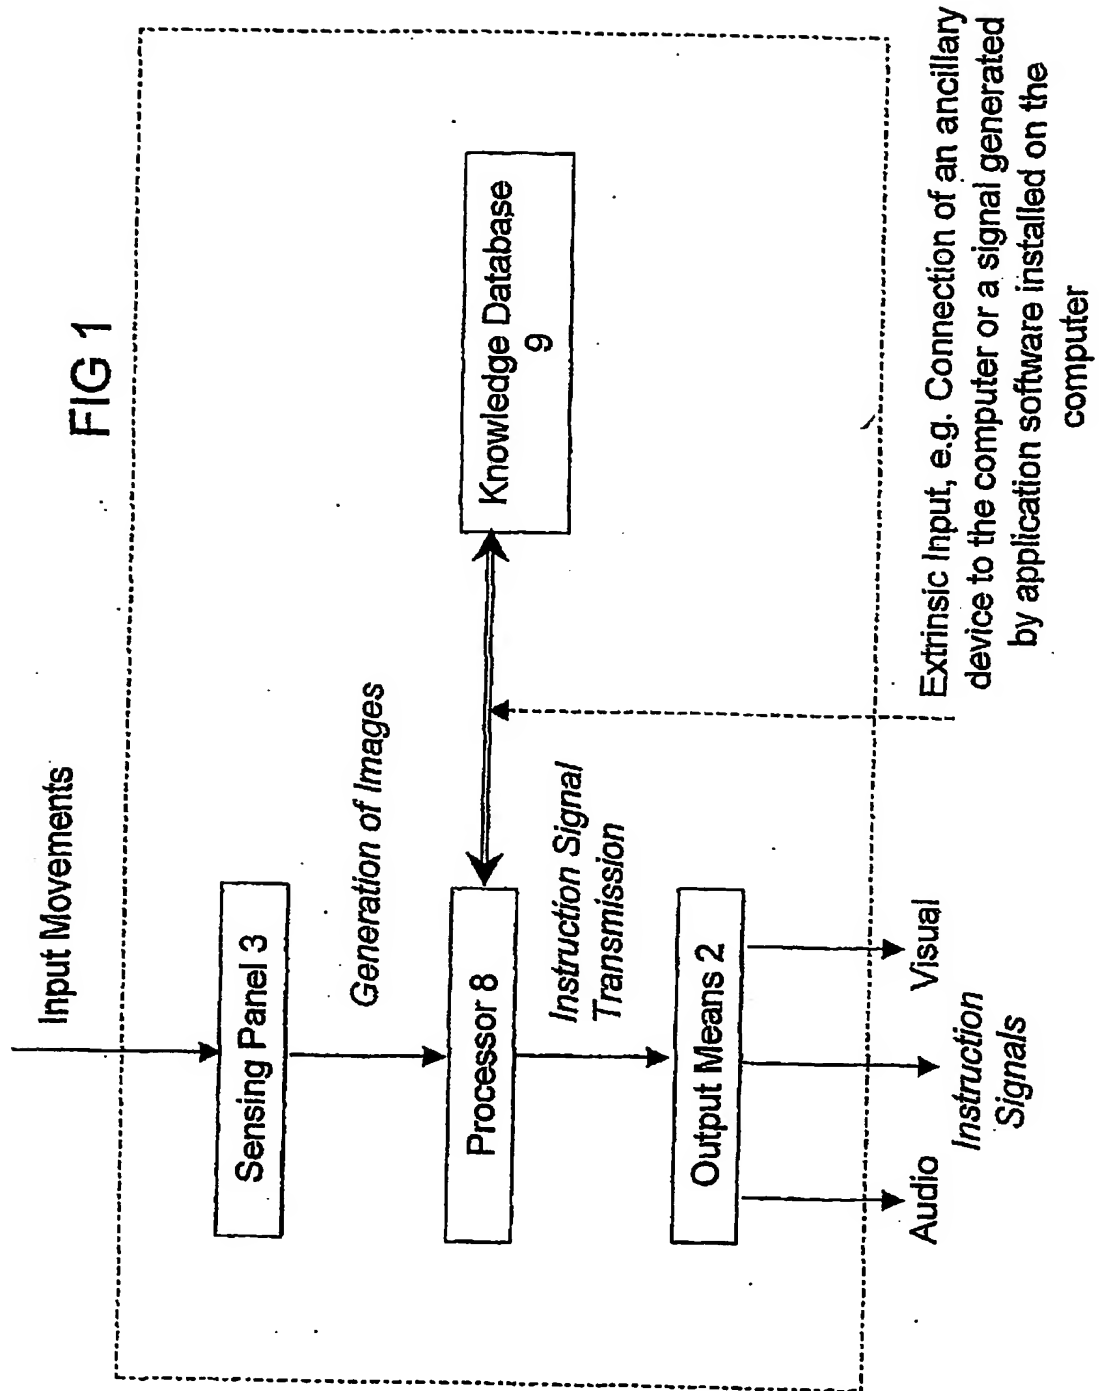 FIG 1
Input Movements
Sensing Panel 3
Generation of Images
Processor 8
Knowledge Database
9
Instruction Signal
Transmission
Output Means 2
Audio
Visual
Instruction
Signals
Extrinsic Input, e.g. Connection of an ancillary
device to the computer or a signal generated
by application software installed on the
computer